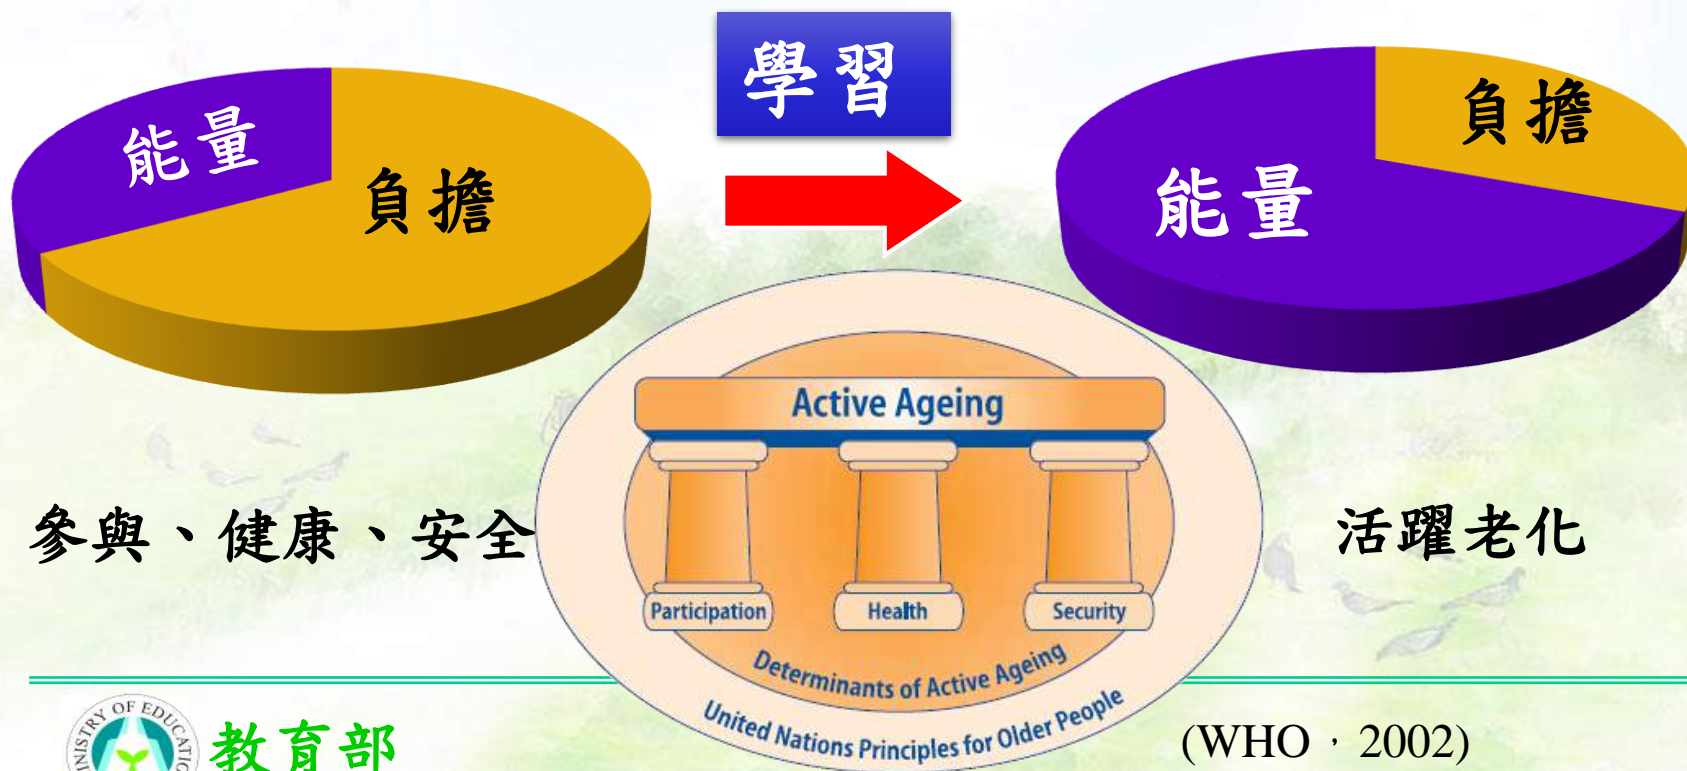 學習
能量
負擔
能量
負擔
Active Ageing
參與、健康、安全
活躍老化
Participation
Health
Security
Determinants of Active Ageing
United Nations Principles for Older People
教育部
(WHO，2002)